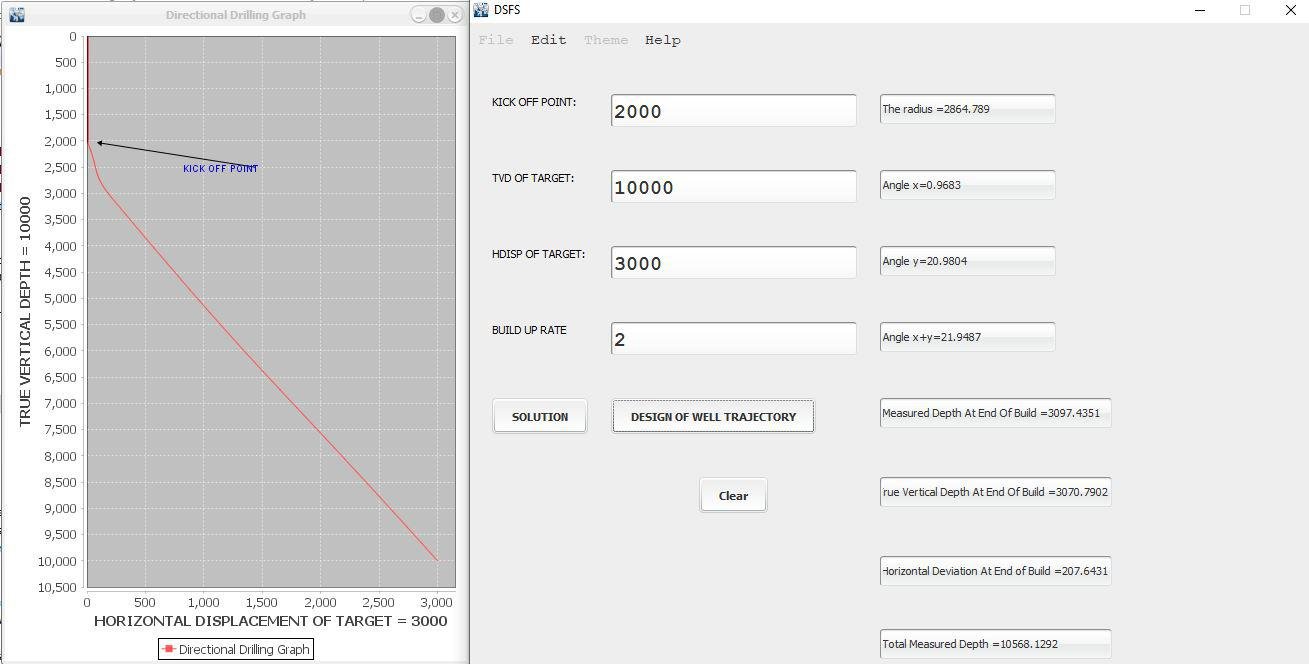 Directional Drilling Graph
0
500
1,000
1,500
2,000
2,500
3,000
3,500
4,000
4,500
5,000
5,500
6,000
6,500
7,000
7,500
8,000
8,500
9,000
9,500
10,000
10,500
TRUE VERTICAL DEPTH = 10000
KICK OFF POINT
0 500 1,000 1,500 2,000 2,500 3,000
HORIZONTAL DISPLACEMENT OF TARGET = 3000
Directional Drilling Graph
DSFS
File Edit Theme Help
KICK OFF POINT: 2000 The radius =2864.789
TVD OF TARGET: 10000 Angle x=0.9683
HDISP OF TARGET: 3000 Angle y=20.9804
BUILD UP RATE 2 Angle x+y=21.9487
SOLUTION DESIGN OF WELL TRAJECTORY Measured Depth At End Of Build =3097.4351
Clear rue Vertical Depth At End Of Build =3070.7902
Horizontal Deviation At End of Build =207.6431
Total Measured Depth =10568.1292